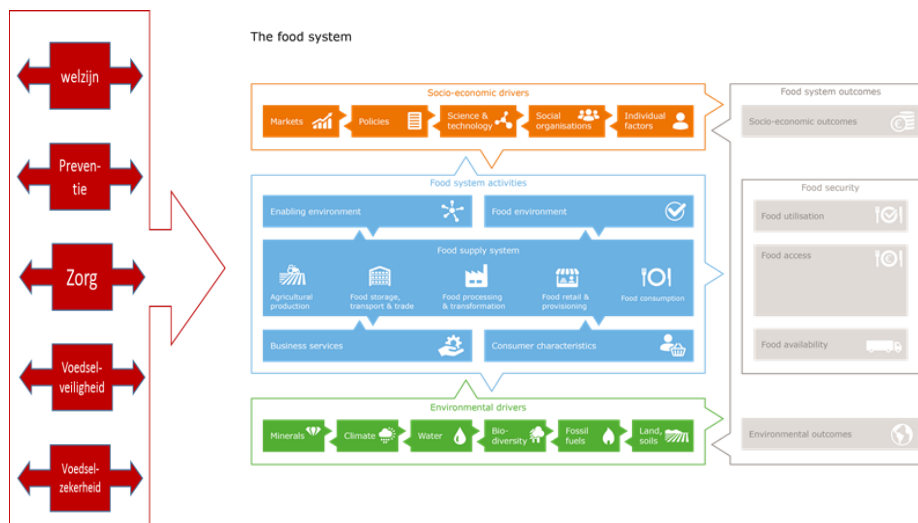 welzijn
Preven-
tie
Zorg
Voedsel-
veiligheid
Voedsel-
zekerheid
The food system
Socio-economic drivers
Markets
Policies
Science &
technology
Social
organisations
Individual
factors
Food system activities
Enabling environment
Food environment
Food supply system
Agricultural
production
Food storage,
transport & trade
Food processing
& transformation
Food retail &
provisioning
Food consumption
Business services
Consumer characteristics
Environmental drivers
Minerals
Climate
Water
Bio-
diversity
Fossil
fuels
Land,
soils
Food system outcomes
Socio-economic outcomes
Food security
Food utilisation
Food access
Food availability
Environmental outcomes